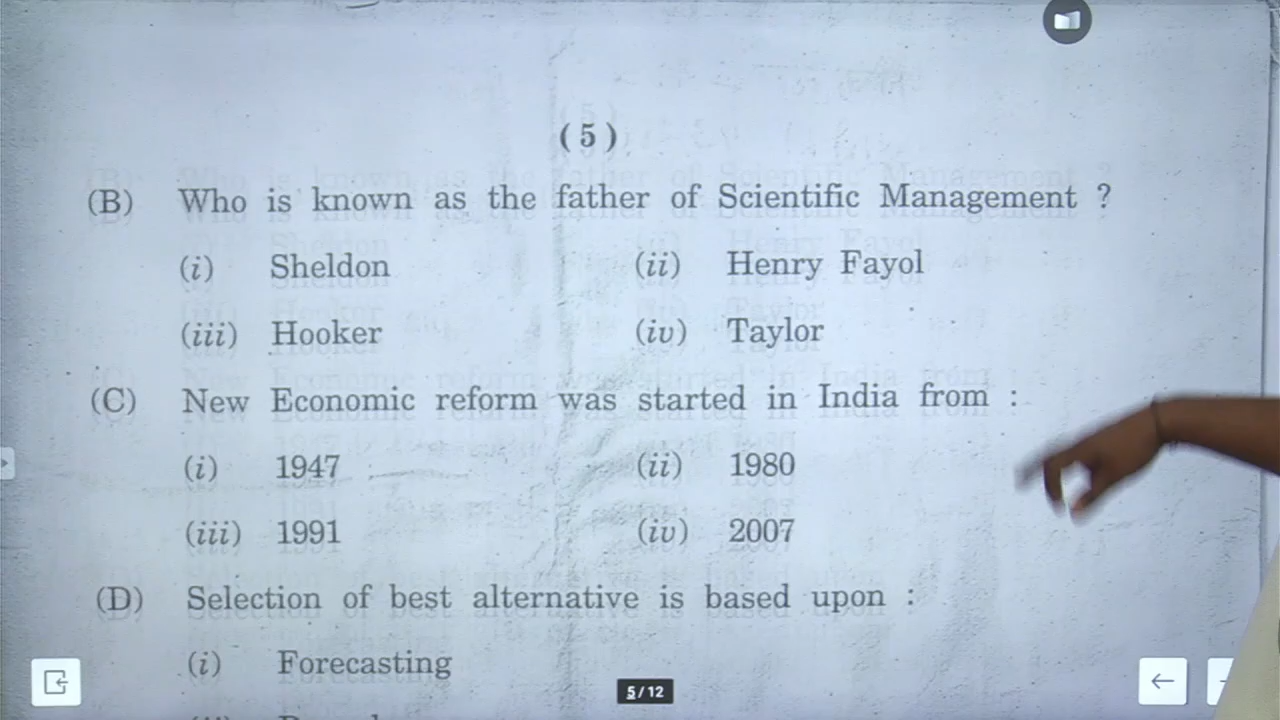 (5)
(B) Who is known as the father of Scientific Management ?
(i) Sheldon (ii) Henry Fayol
(iii) Hooker (iv) Taylor
(C) New Economic reform was started in India from :
(i) 1947 (ii) 1980
(iii) 1991 (iv) 2007
(D) Selection of best alternative is based upon :
(i) Forecasting
5/12